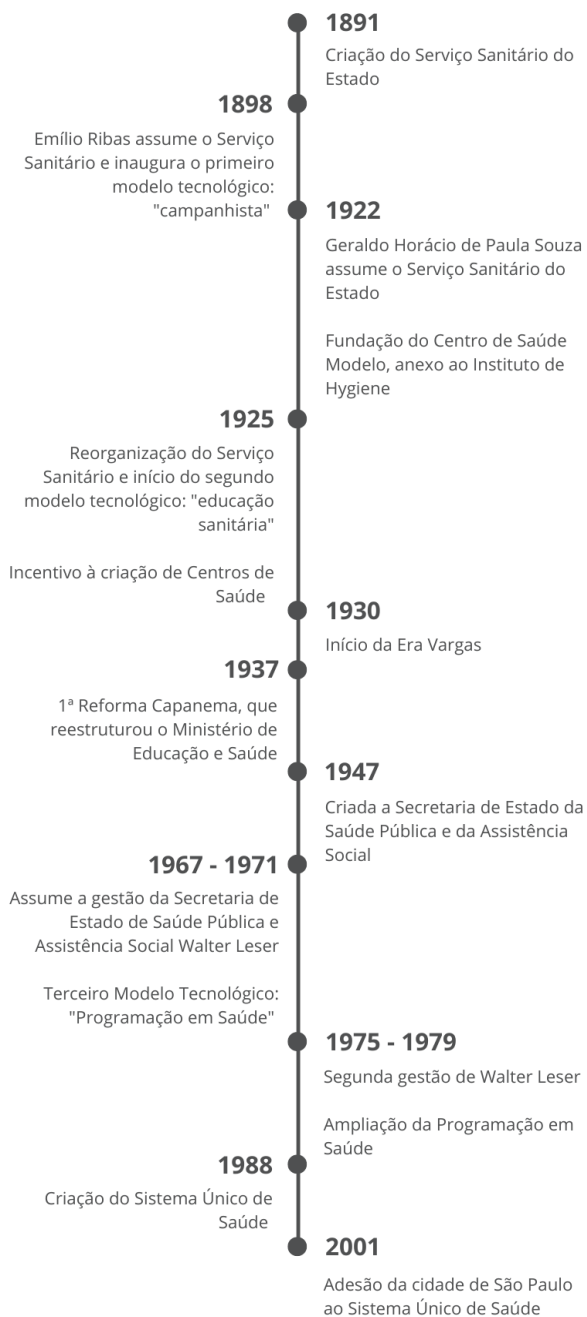 1891
Criação do Serviço Sanitário do
Estado
1898
Emílio Ribas assume o Serviço
Sanitário e inaugura o primeiro
modelo tecnológico:
"campanhista"
1922
Geraldo Horácio de Paula Souza
assume o Serviço Sanitário do
Estado
Fundação do Centro de Saúde
Modelo, anexo ao Instituto de
Hygiene
1925
Reorganização do Serviço
Sanitário e início do segundo
modelo tecnológico: "educação
sanitária"
Incentivo à criação de Centros de
Saúde
1930
Início da Era Vargas
1937
1ª Reforma Capanema, que
reestruturou o Ministério de
Educação e Saúde
1947
Criada a Secretaria de Estado da
Saúde Pública e da Assistência
Social
1967 - 1971
Assume a gestão da Secretaria de
Estado de Saúde Pública e
Assistência Social Walter Leser
Terceiro Modelo Tecnológico:
"Programação em Saúde"
1975 - 1979
Segunda gestão de Walter Leser
Ampliação da Programação em
Saúde
1988
Criação do Sistema Único de
Saúde
2001
Adesão da cidade de São Paulo
ao Sistema Único de Saúde